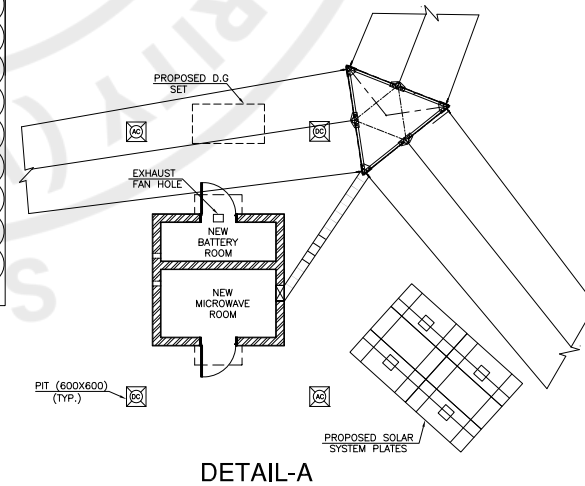 PROPOSED D.G
SET
AC
DC
EXHAUST
FAN HOLE
NEW
BATTERY
ROOM
NEW
MICROWAVE
ROOM
PIT (600X600)
(TYP.)
DC
AC
PROPOSED SOLAR
SYSTEM PLATES
DETAIL-A
RITY (
S